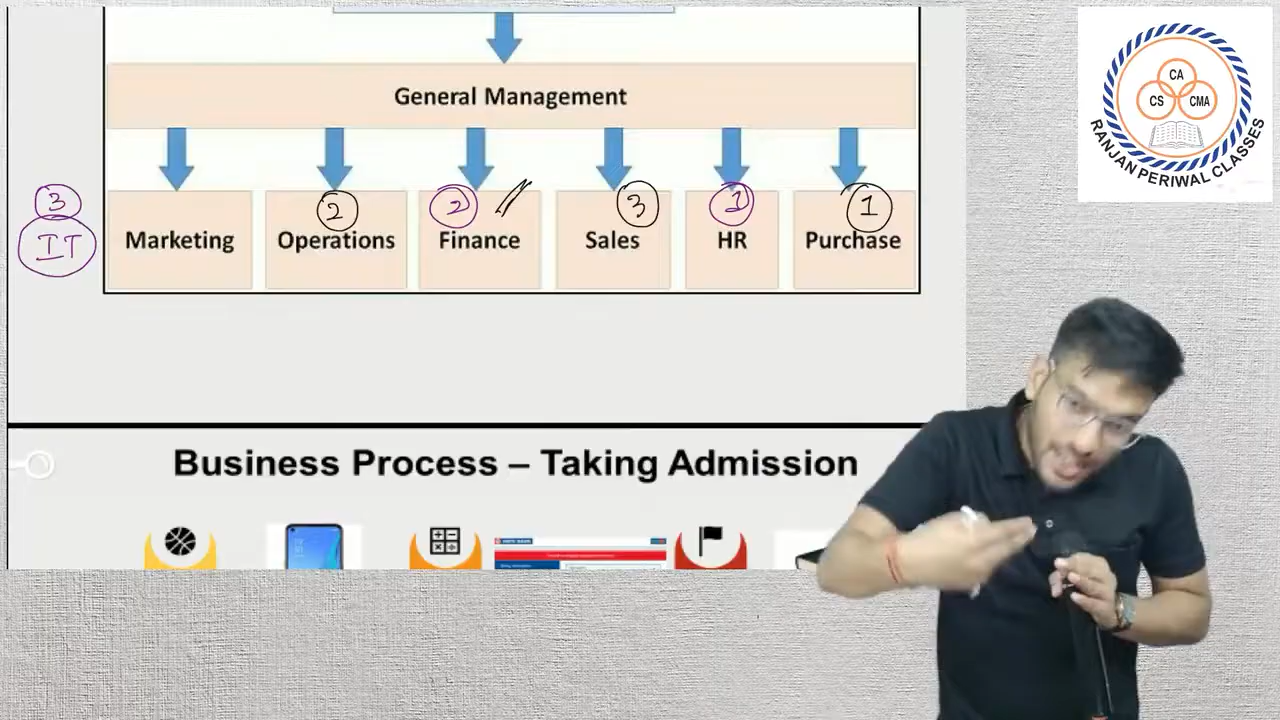 General Management
3
2
2
3
1
1
IT
Marketing
Operations
Finance
Sales
HR
Purchase
Business Process – Taking Admission
CA
CS
CMA
RANJAN PERIWAL CLASSES